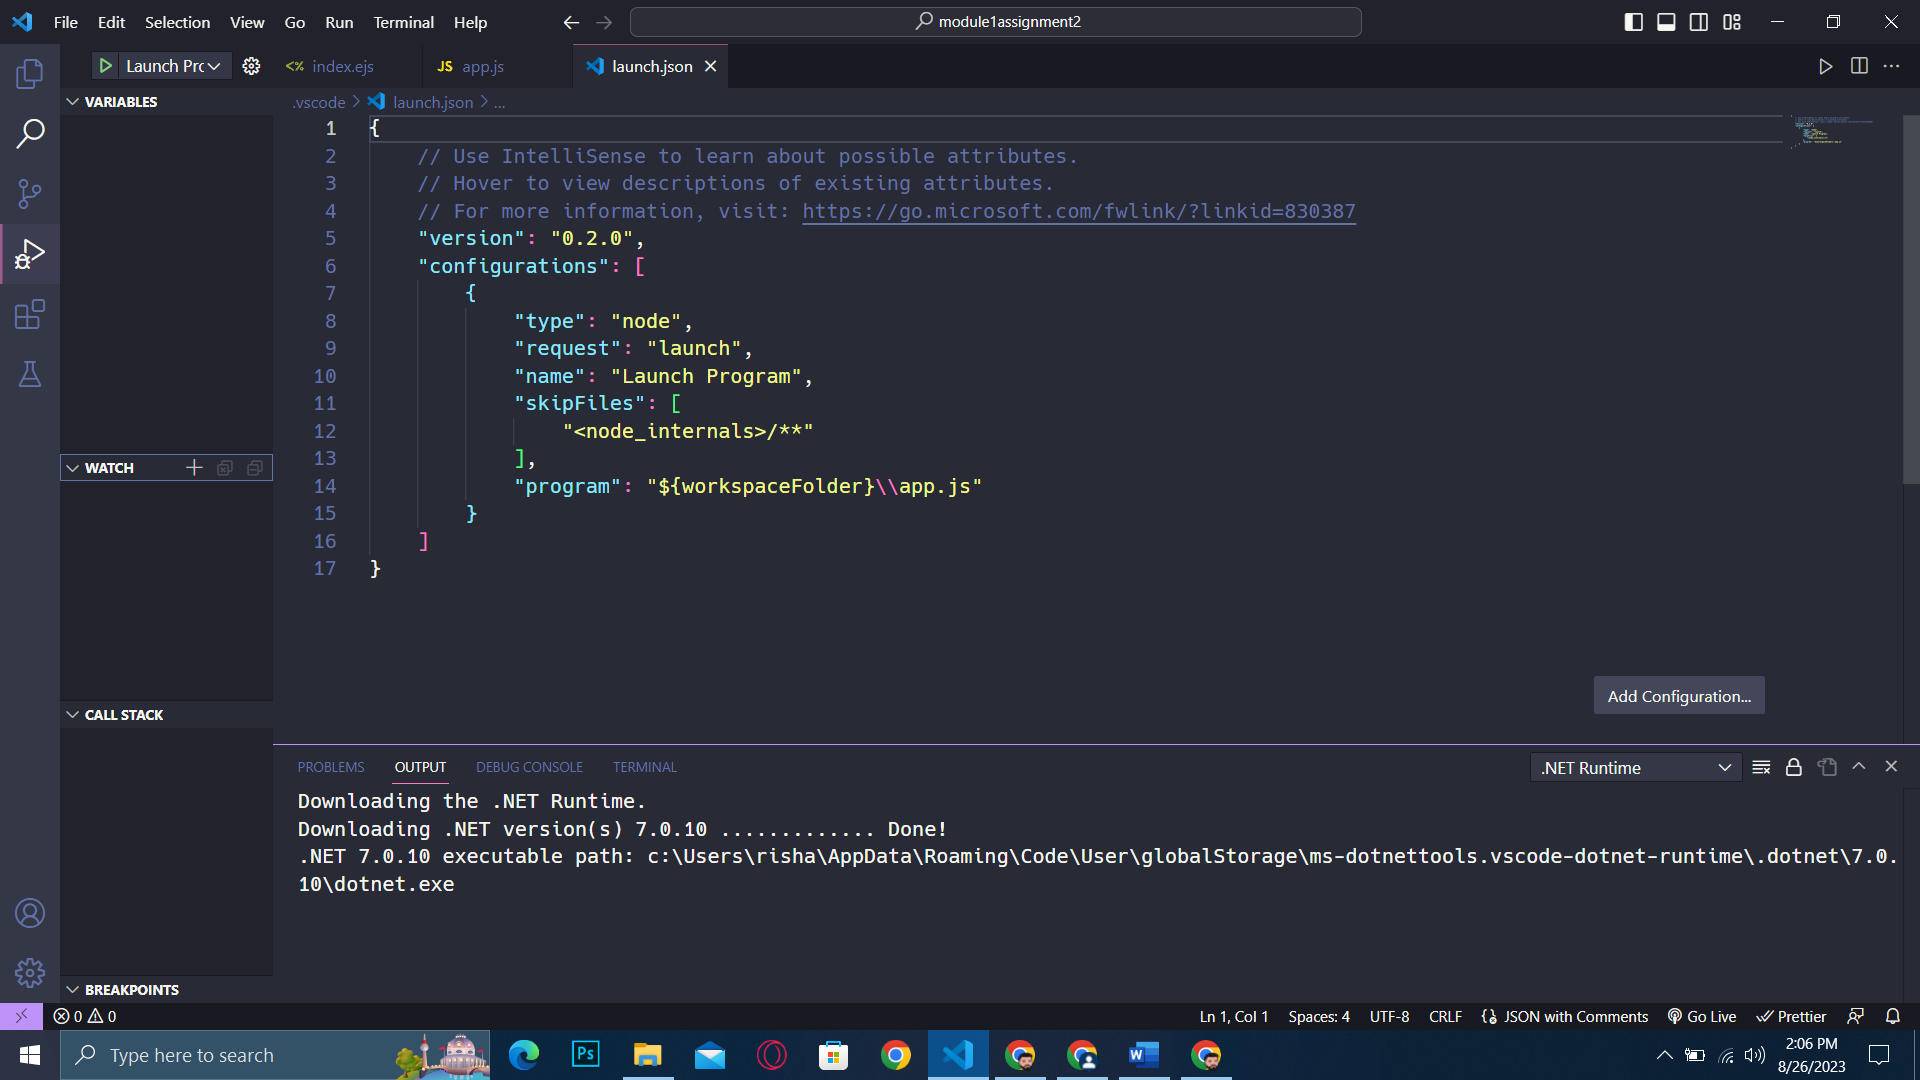 File Edit Selection View Go Run Terminal Help
module1assignment2
Launch Prc
<%> index.ejs
JS app.js
launch.json
.vscode > launch.json > ...
VARIABLES
WATCH
CALL STACK
BREAKPOINTS
1 {
2 // Use IntelliSense to learn about possible attributes.
3 // Hover to view descriptions of existing attributes.
4 // For more information, visit: https://go.microsoft.com/fwlink/?linkid=830387
5 "version": "0.2.0",
6 "configurations": [
7 {
8 "type": "node",
9 "request": "launch",
10 "name": "Launch Program",
11 "skipFiles": [
12 "<node_internals>/**"
13 ],
14 "program": "${workspaceFolder}\\app.js"
15 }
16 ]
17 }
Add Configuration...
PROBLEMS OUTPUT DEBUG CONSOLE TERMINAL
.NET Runtime
Downloading the .NET Runtime.
Downloading .NET version(s) 7.0.10 ............. Done!
.NET 7.0.10 executable path: c:\Users\risha\AppData\Roaming\Code\User\globalStorage\ms-dotnettools.vscode-dotnet-runtime\.dotnet\7.0.
10\dotnet.exe
0 0
Ln 1, Col 1 Spaces: 4 UTF-8 CRLF {} JSON with Comments Go Live Prettier
Type here to search
Ps
W
2:06 PM
8/26/2023